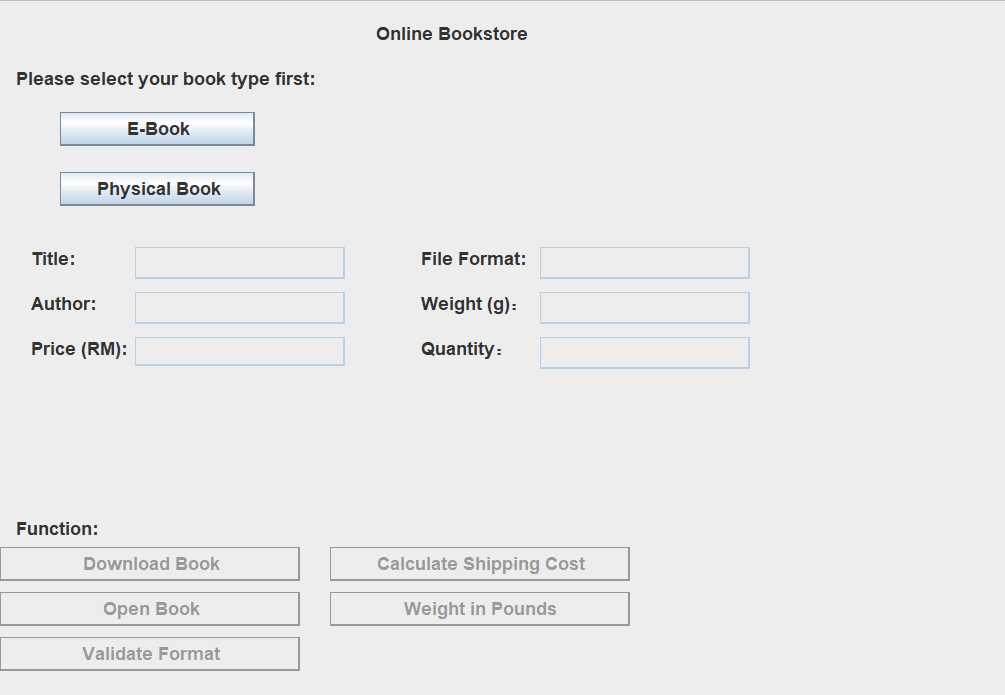 Online Bookstore
Please select your book type first:
E-Book
Physical Book
Title:
File Format:
Author:
Weight (g)：
Price (RM):
Quantity：
Function:
Download Book
Calculate Shipping Cost
Open Book
Weight in Pounds
Validate Format